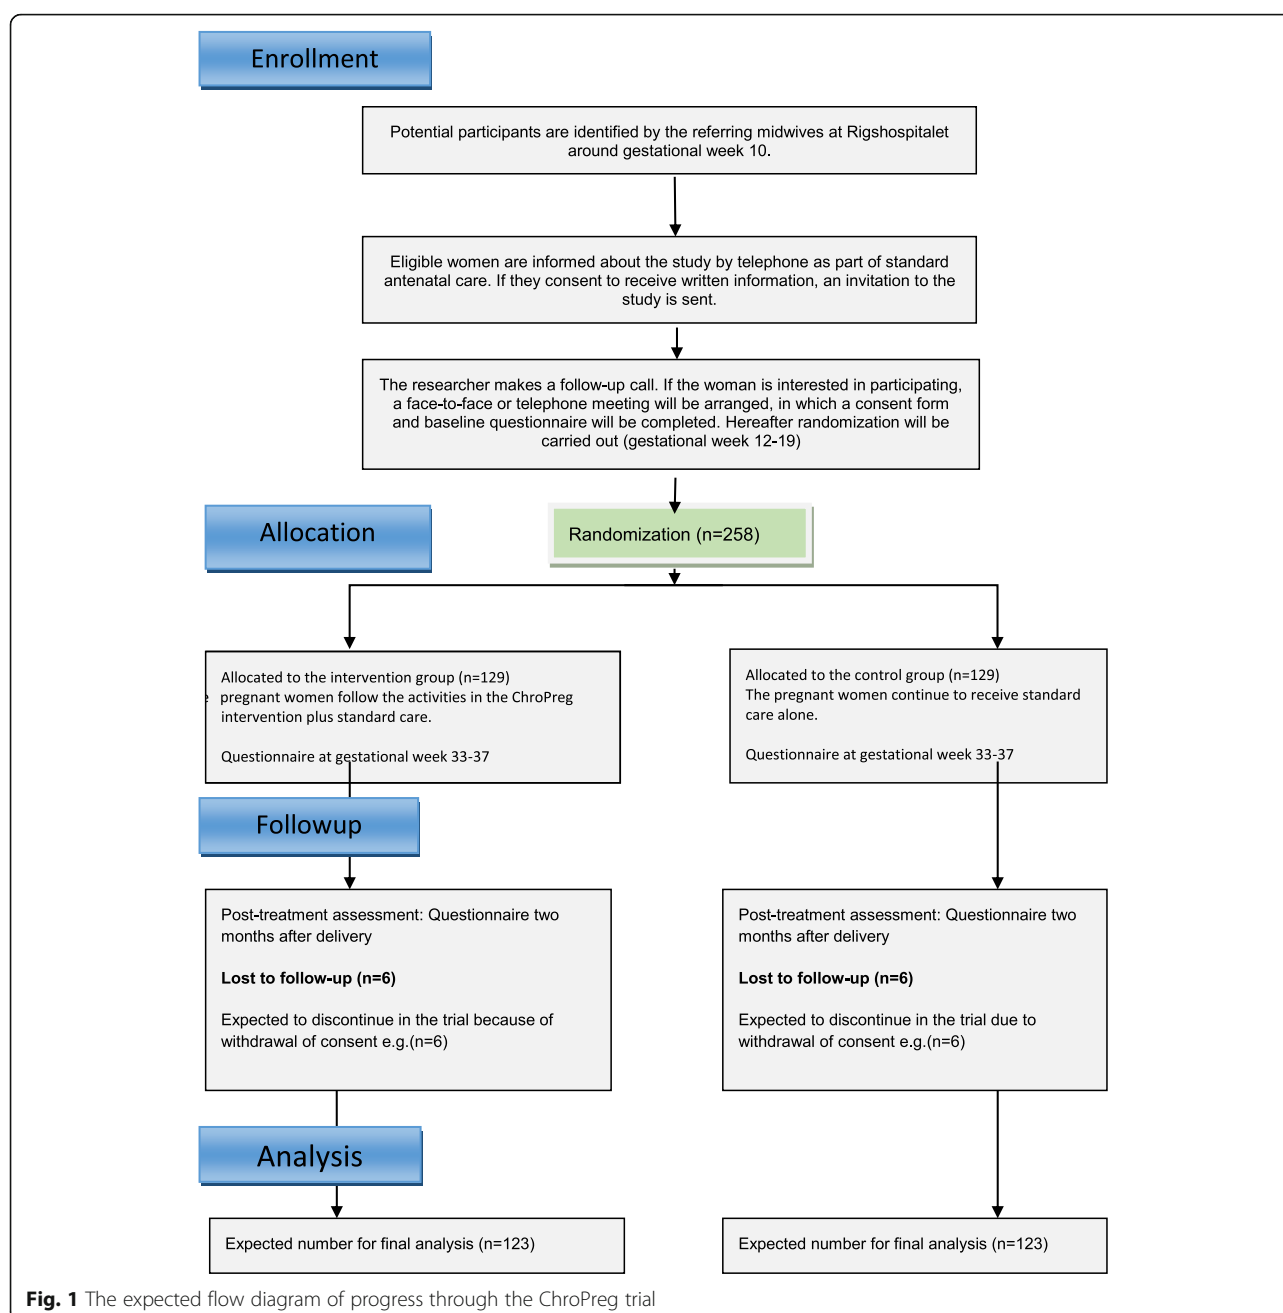 Enrollment
Potential participants are identified by the referring midwives at Rigshospitalet
around gestational week 10.
Eligible women are informed about the study by telephone as part of standard
antenatal care. If they consent to receive written information, an invitation to the
study is sent.
The researcher makes a follow-up call. If the woman is interested in participating,
a face-to-face or telephone meeting will be arranged, in which a consent form
and baseline questionnaire will be completed. Hereafter randomization will be
carried out (gestational week 12-19)
Allocation
Randomization (n=258)
Allocated to the intervention group (n=129)
e pregnant women follow the activities in the ChroPreg
intervention plus standard care.
Questionnaire at gestational week 33-37
Allocated to the control group (n=129)
The pregnant women continue to receive standard
care alone.
Questionnaire at gestational week 33-37
Followup
Post-treatment assessment: Questionnaire two
months after delivery
Lost to follow-up (n=6)
Expected to discontinue in the trial because of
withdrawal of consent e.g.(n=6)
Post-treatment assessment: Questionnaire two
months after delivery
Lost to follow-up (n=6)
Expected to discontinue in the trial due to
withdrawal of consent e.g.(n=6)
Analysis
Expected number for final analysis (n=123)
Expected number for final analysis (n=123)
Fig. 1 The expected flow diagram of progress through the ChroPreg trial